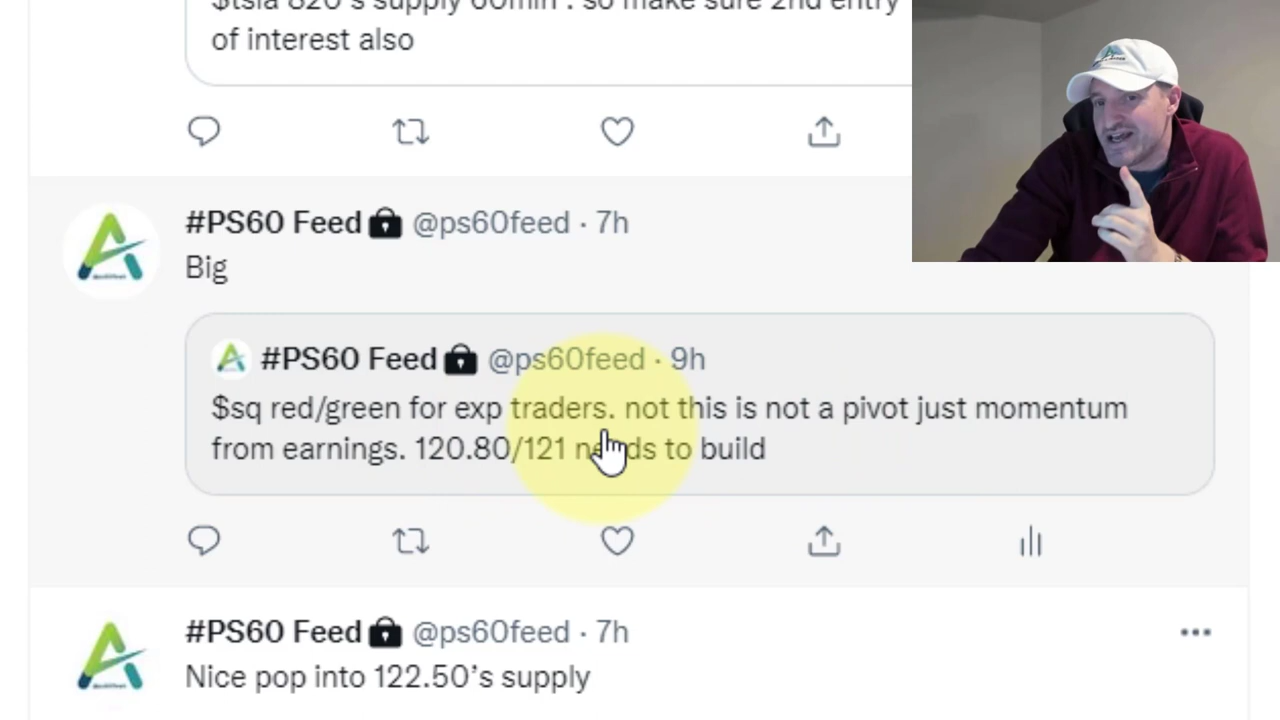 $tsla 820's supply 60min . so make sure 2nd entry
of interest also
#PS60 Feed @ps60feed · 7h
Big
#PS60 Feed @ps60feed · 9h
$sq red/green for exp traders. not this is not a pivot just momentum
from earnings. 120.80/121 needs to build
#PS60 Feed @ps60feed · 7h
Nice pop into 122.50's supply